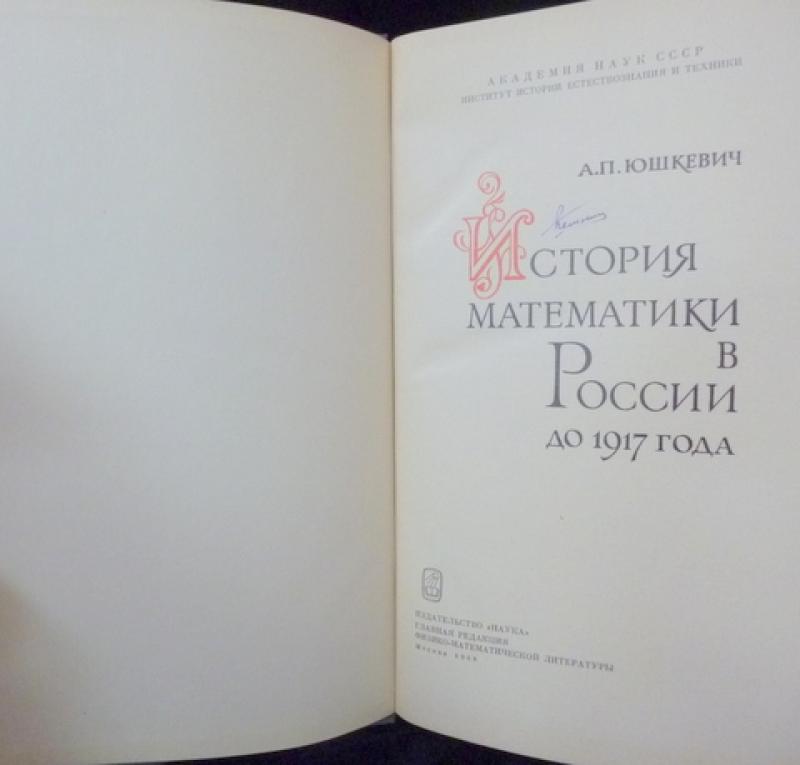 АКАДЕМИЯ НАУК СССР
ИНСТИТУТ ИСТОРИИ ЕСТЕСТВОЗНАНИЯ И ТЕХНИКИ
А.П. ЮШКЕВИЧ
ИСТОРИЯ
МАТЕМАТИКИ
В
РОССИИ
ДО 1917 ГОДА
ИЗДАТЕЛЬСТВО «НАУКА»
ГЛАВНАЯ РЕДАКЦИЯ
ФИЗИКО-МАТЕМАТИЧЕСКОЙ ЛИТЕРАТУРЫ
Москва